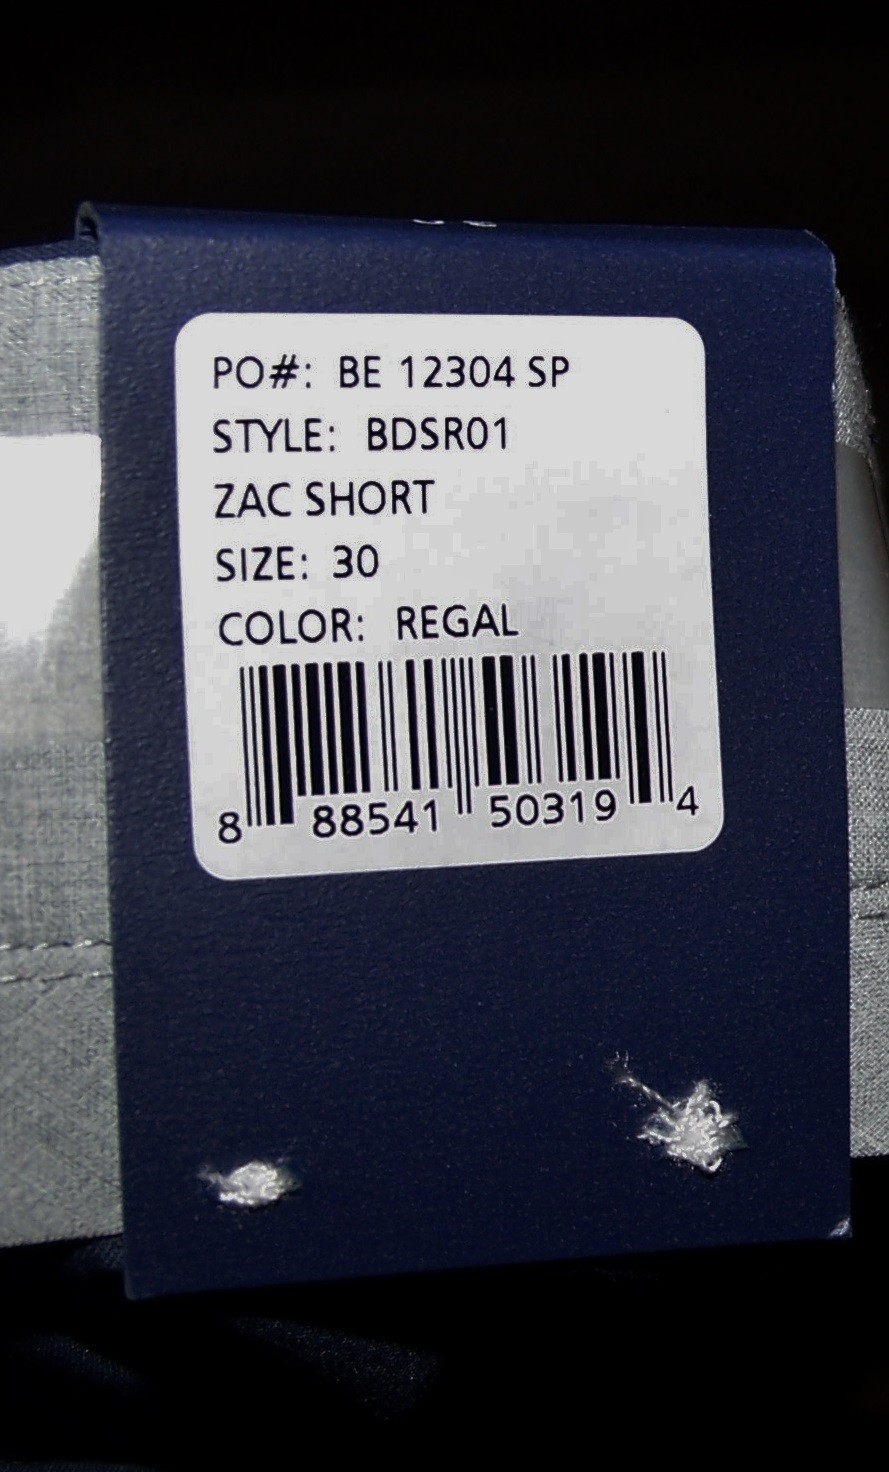 PO#: BE 12304 SP
STYLE: BDSR01
ZAC SHORT
SIZE: 30
COLOR: REGAL
8 88541 50319 4